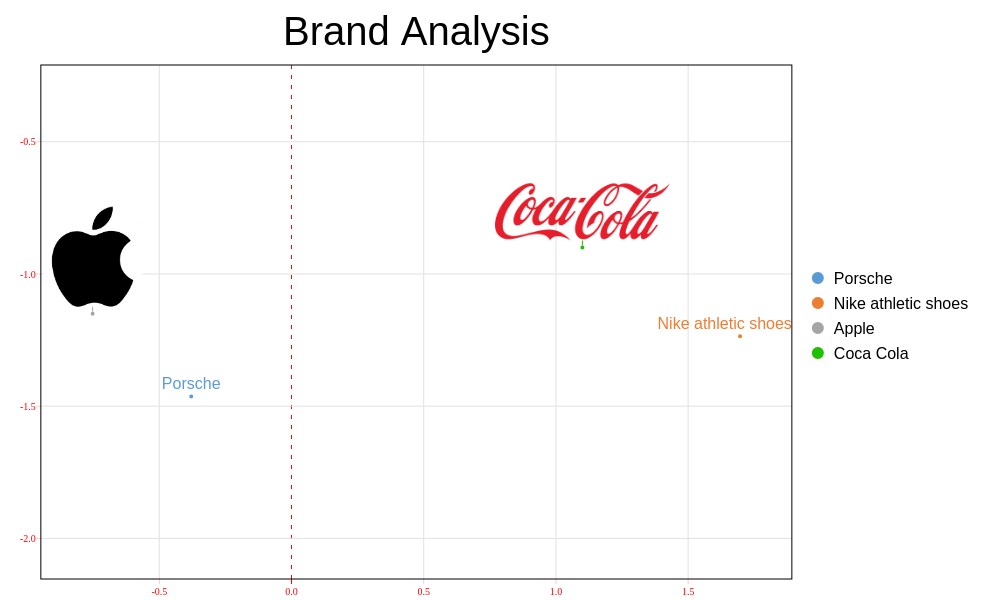 Brand Analysis
-0.5
-1.0
-1.5
-2.0
Coca-Cola
Nike athletic shoes
Porsche
-0.5
0.0
0.5
1.0
1.5
Porsche
Nike athletic shoes
Apple
Coca Cola